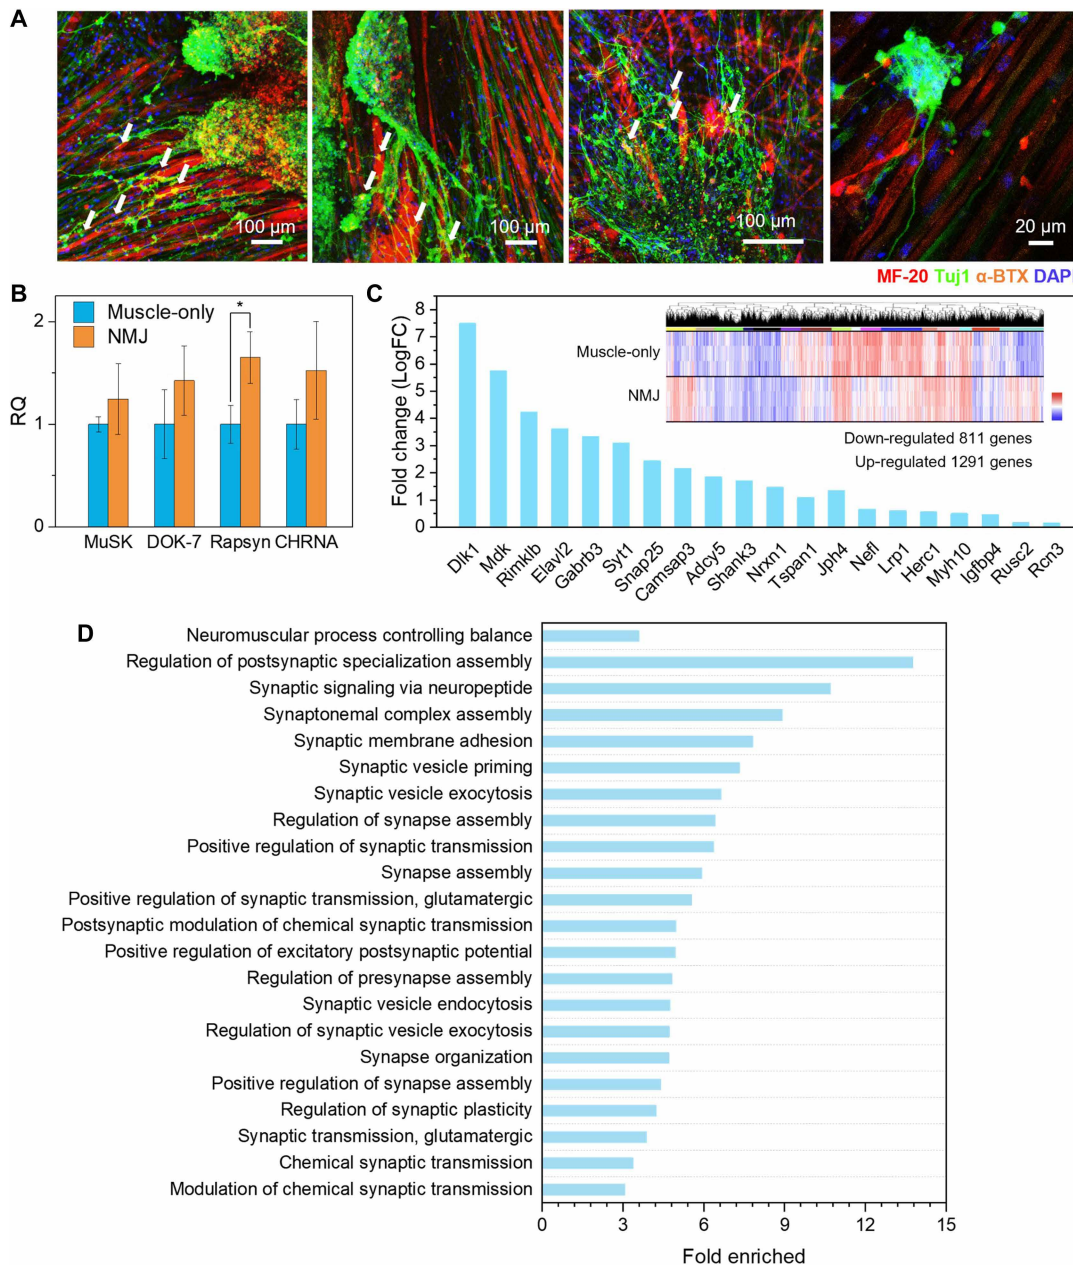 A
100 μm
100 μm
100 μm
20 μm
MF-20 Tuj1 α-BTX DAPI
B
Muscle-only
NMJ
*
2
1
0
RQ
MuSK DOK-7 Rapsyn CHRNA
C
8
7
6
5
4
3
2
1
0
Fold change (LogFC)
Muscle-only
NMJ
Down-regulated 811 genes
Up-regulated 1291 genes
Dlk1
Mdk
Rimklb
Elavl2
Gabrb3
Syt1
Snap25
Camsap3
Adcy5
Shank3
Nrxn1
Tspan1
Jph4
Nefl
Lrp1
Herc1
Myh10
Igfbp4
Rusc2
Rcn3
D
Neuromuscular process controlling balance
Regulation of postsynaptic specialization assembly
Synaptic signaling via neuropeptide
Synaptonemal complex assembly
Synaptic membrane adhesion
Synaptic vesicle priming
Synaptic vesicle exocytosis
Regulation of synapse assembly
Positive regulation of synaptic transmission
Synapse assembly
Positive regulation of synaptic transmission, glutamatergic
Postsynaptic modulation of chemical synaptic transmission
Positive regulation of excitatory postsynaptic potential
Regulation of presynapse assembly
Synaptic vesicle endocytosis
Regulation of synaptic vesicle exocytosis
Synapse organization
Positive regulation of synapse assembly
Regulation of synaptic plasticity
Synaptic transmission, glutamatergic
Chemical synaptic transmission
Modulation of chemical synaptic transmission
0 3 6 9 12 15
Fold enriched